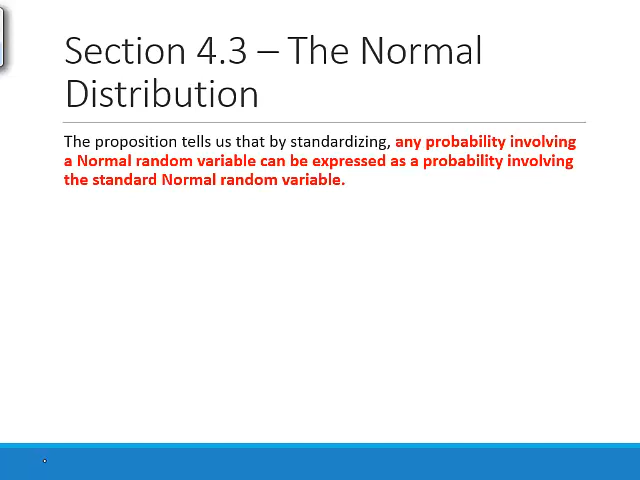 Section 4.3 – The Normal
Distribution
The proposition tells us that by standardizing, any probability involving
a Normal random variable can be expressed as a probability involving
the standard Normal random variable.